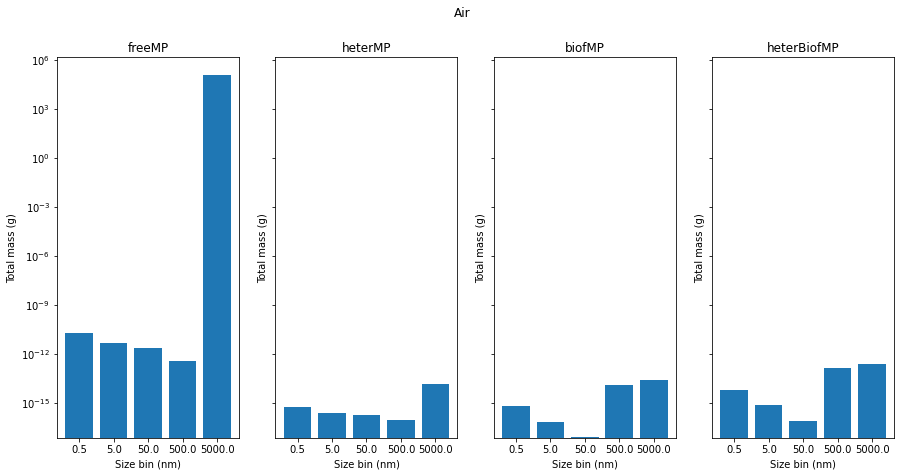 Air
freeMP
heterMP
biofMP
heterBiofMP
10⁶
10³
10⁰
10⁻³
10⁻⁶
10⁻⁹
10⁻¹²
10⁻¹⁵
Total mass (g)
Total mass (g)
Total mass (g)
Total mass (g)
0.5 5.0 50.0 500.0 5000.0
0.5 5.0 50.0 500.0 5000.0
0.5 5.0 50.0 500.0 5000.0
0.5 5.0 50.0 500.0 5000.0
Size bin (nm)
Size bin (nm)
Size bin (nm)
Size bin (nm)